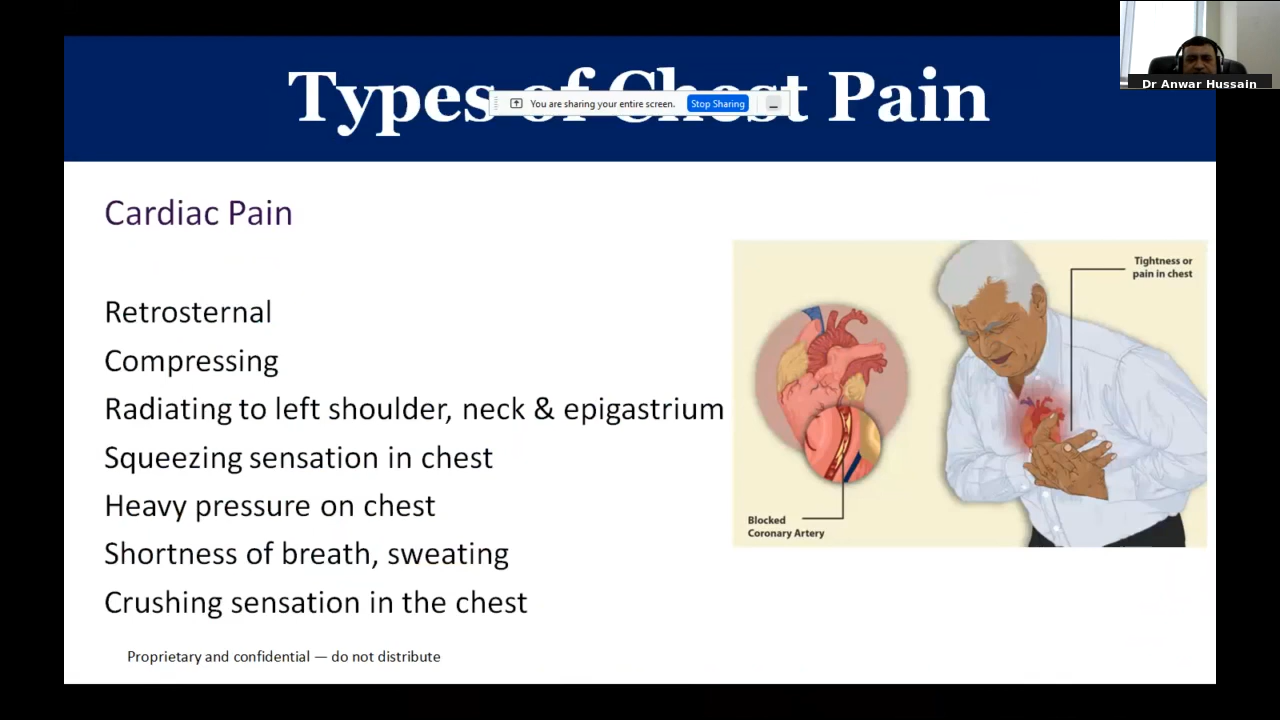 Types of Chest Pain
You are sharing your entire screen.
Stop Sharing
Dr Anwar Hussain
Cardiac Pain
Retrosternal
Compressing
Radiating to left shoulder, neck & epigastrium
Squeezing sensation in chest
Heavy pressure on chest
Shortness of breath, sweating
Crushing sensation in the chest
Tightness or
pain in chest
Blocked
Coronary Artery
Proprietary and confidential — do not distribute